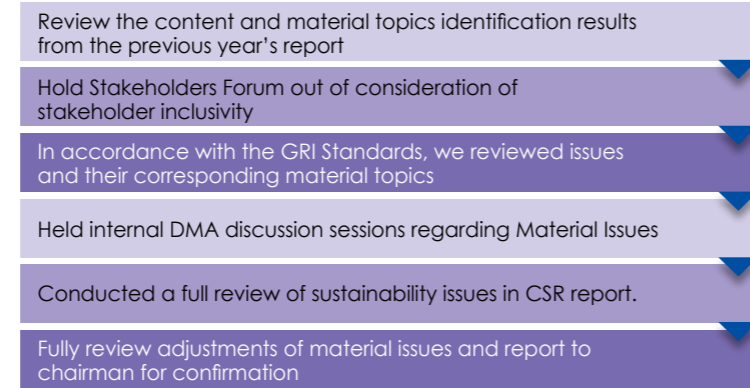 Review the content and material topics identification results
from the previous year's report
Hold Stakeholders Forum out of consideration of
stakeholder inclusivity
In accordance with the GRI Standards, we reviewed issues
and their corresponding material topics
Held internal DMA discussion sessions regarding Material Issues
Conducted a full review of sustainability issues in CSR report.
Fully review adjustments of material issues and report to
chairman for confirmation